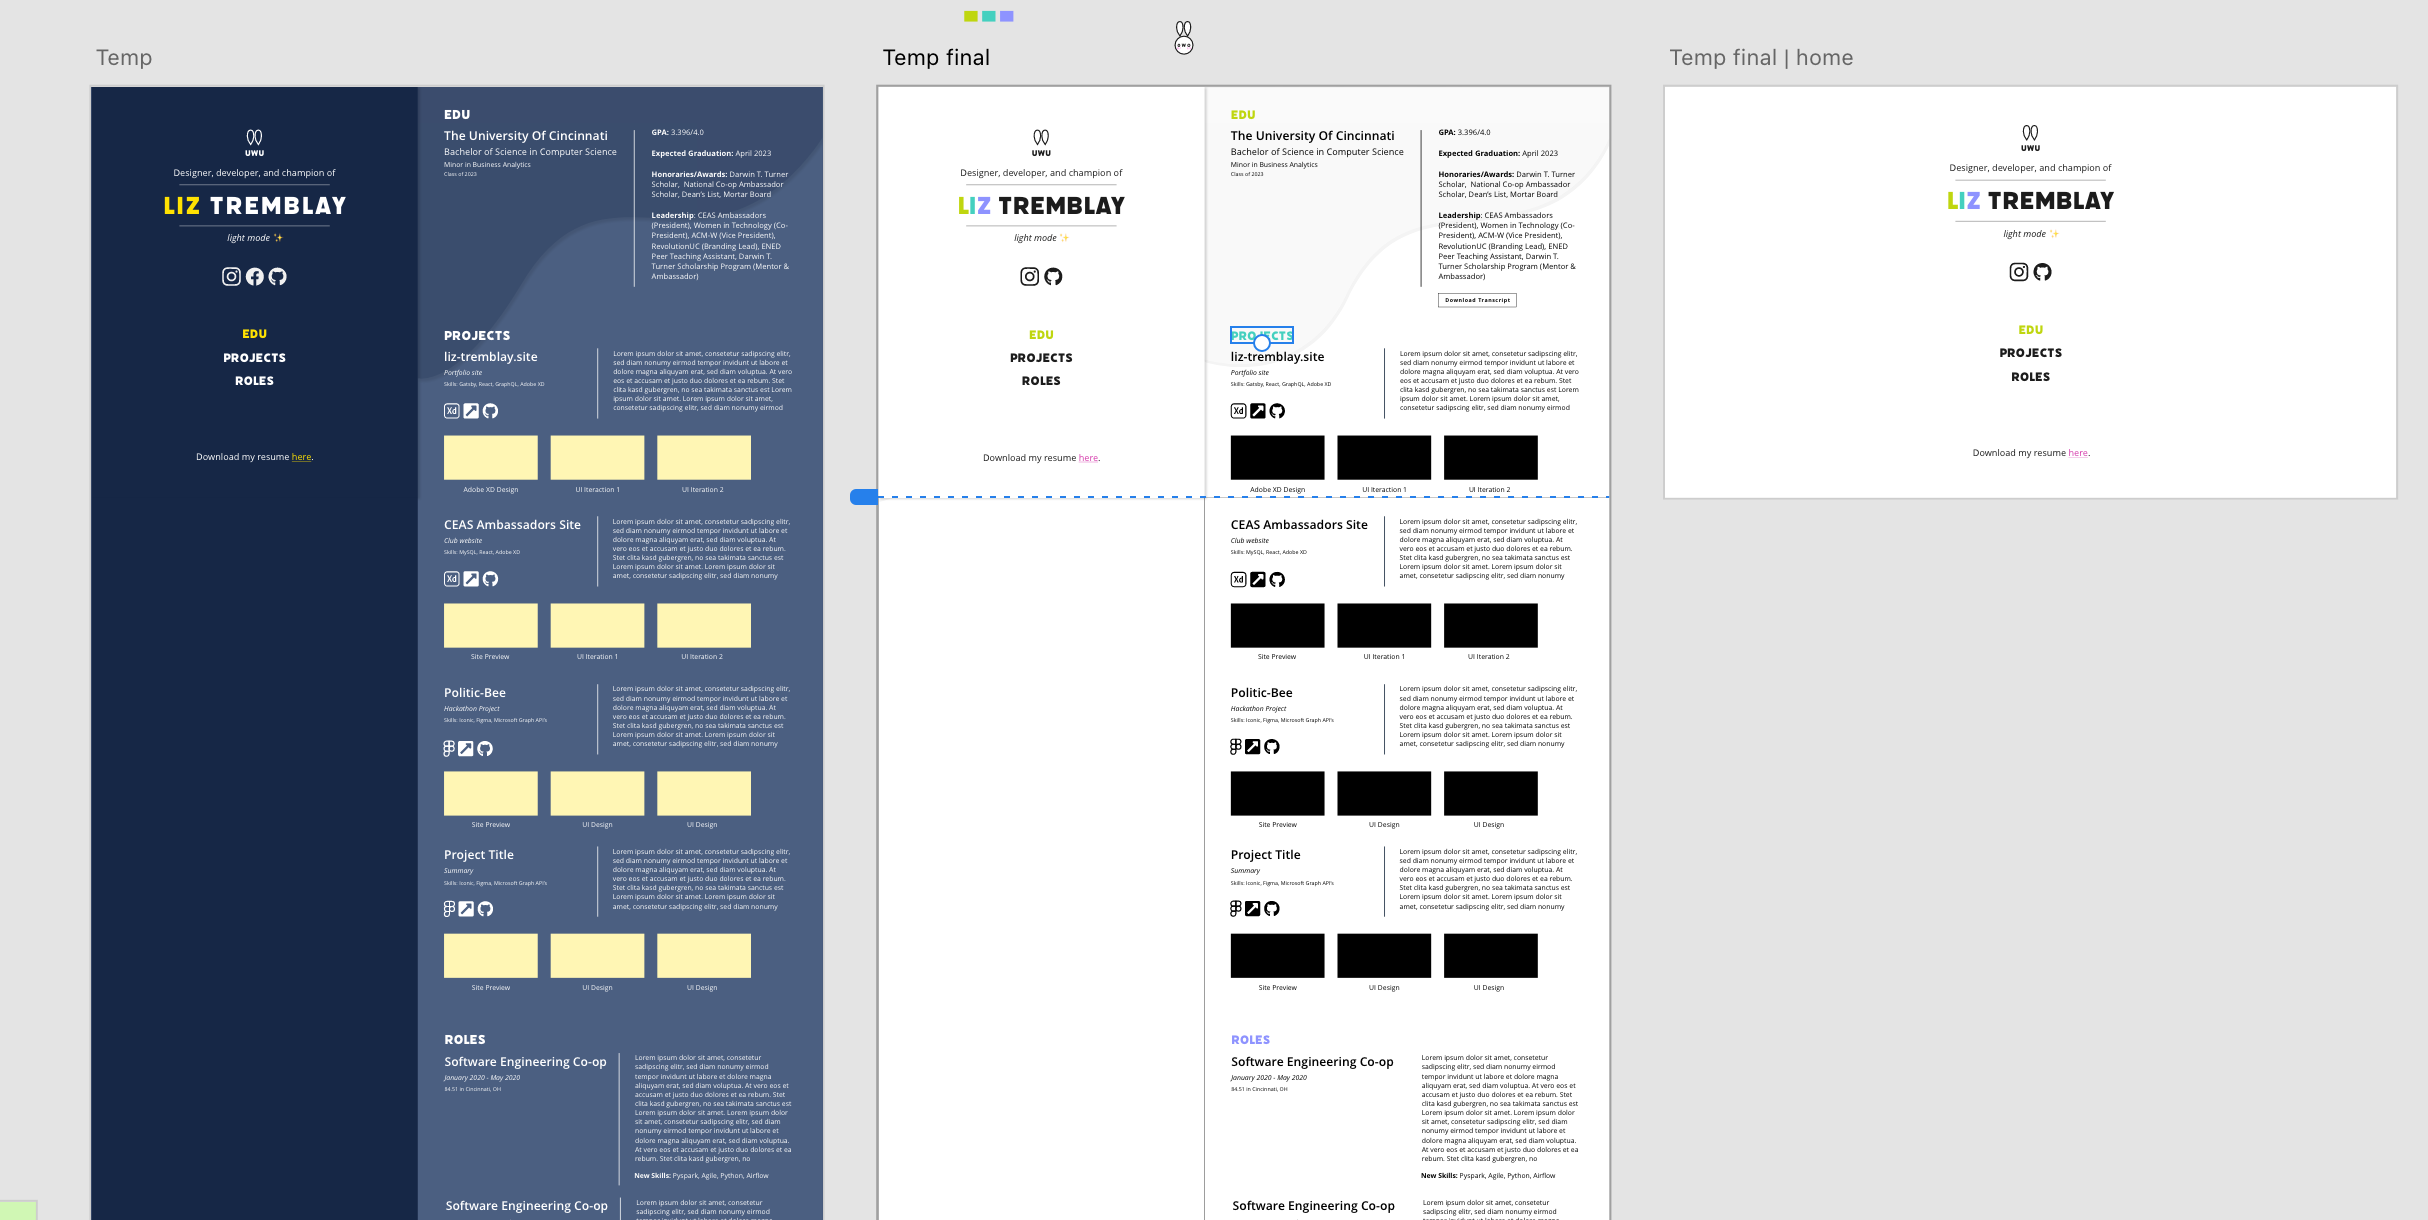 Temp
UWU
Designer, developer, and champion of
LIZ TREMBLAY
light mode ✨
EDU
PROJECTS
ROLES
Download my resume here.
EDU
The University Of Cincinnati
Bachelor of Science in Computer Science
Minor in Business Analytics
Class of 2023
GPA: 3.396/4.0
Expected Graduation: April 2023
Honoraries/Awards: Darwin T. Turner
Scholar, National Co-op Ambassador
Scholar, Dean's List, Mortar Board
Leadership: CEAS Ambassadors
(President), Women in Technology (Co-
President), ACM-W (Vice President),
RevolutionUC (Branding Lead), ENED
Peer Teaching Assistant, Darwin T.
Turner Scholarship Program (Mentor &
Ambassador)
PROJECTS
liz-tremblay.site
Portfolio site
Skills: Gatsby, React, GraphQL, Adobe XD
Xd
Lorem ipsum dolor sit amet, consetetur sadipscing elitr,
sed diam nonumy eirmod tempor invidunt ut labore et
dolore magna aliquyam erat, sed diam voluptua. At vero
eos et accusam et justo duo dolores et ea rebum. Stet
clita kasd gubergren, no sea takimata sanctus est Lorem
ipsum dolor sit amet. Lorem ipsum dolor sit amet,
consetetur sadipscing elitr, sed diam nonumy eirmod
Adobe XD Design
UI Iteraction 1
UI Iteration 2
CEAS Ambassadors Site
Club website
Skills: MySQL, React, Adobe XD
Xd
Lorem ipsum dolor sit amet, consetetur sadipscing elitr,
sed diam nonumy eirmod tempor invidunt ut labore et
dolore magna aliquyam erat, sed diam voluptua. At
vero eos et accusam et justo duo dolores et ea rebum.
Stet clita kasd gubergren, no sea takimata sanctus est
Lorem ipsum dolor sit amet. Lorem ipsum dolor sit
amet, consetetur sadipscing elitr, sed diam nonumy
Site Preview
UI Iteration 1
UI Iteration 2
Politic-Bee
Hackathon Project
Skills: Iconic, Figma, Microsoft Graph API's
Lorem ipsum dolor sit amet, consetetur sadipscing elitr,
sed diam nonumy eirmod tempor invidunt ut labore et
dolore magna aliquyam erat, sed diam voluptua. At
vero eos et accusam et justo duo dolores et ea rebum.
Stet clita kasd gubergren, no sea takimata sanctus est
Lorem ipsum dolor sit amet. Lorem ipsum dolor sit
amet, consetetur sadipscing elitr, sed diam nonumy
Site Preview
UI Design
UI Design
Project Title
Summary
Skills: Iconic, Figma, Microsoft Graph API's
Lorem ipsum dolor sit amet, consetetur sadipscing elitr,
sed diam nonumy eirmod tempor invidunt ut labore et
dolore magna aliquyam erat, sed diam voluptua. At
vero eos et accusam et justo duo dolores et ea rebum.
Stet clita kasd gubergren, no sea takimata sanctus est
Lorem ipsum dolor sit amet. Lorem ipsum dolor sit
amet, consetetur sadipscing elitr, sed diam nonumy
Site Preview
UI Design
UI Design
ROLES
Software Engineering Co-op
January 2020 - May 2020
84.51 in Cincinnati, OH
Lorem ipsum dolor sit amet, consetetur
sadipscing elitr, sed diam nonumy eirmod
tempor invidunt ut labore et dolore magna
aliquyam erat, sed diam voluptua. At vero eos et
accusam et justo duo dolores et ea rebum. Stet
clita kasd gubergren, no sea takimata sanctus est
Lorem ipsum dolor sit amet. Lorem ipsum dolor
sit amet, consetetur sadipscing elitr, sed diam
nonumy eirmod tempor invidunt ut labore et
dolore magna aliquyam erat, sed diam voluptua.
At vero eos et accusam et justo duo dolores et ea
rebum. Stet clita kasd gubergren, no
New Skills: Pyspark, Agile, Python, Airflow
Software Engineering Co-op
Lorem ipsum dolor sit amet, consetetur
Temp final
UWU
UWU
Designer, developer, and champion of
LIZ TREMBLAY
light mode ✨
EDU
PROJECTS
ROLES
Download my resume here.
EDU
The University Of Cincinnati
Bachelor of Science in Computer Science
Minor in Business Analytics
Class of 2023
GPA: 3.396/4.0
Expected Graduation: April 2023
Honoraries/Awards: Darwin T. Turner
Scholar, National Co-op Ambassador
Scholar, Dean's List, Mortar Board
Leadership: CEAS Ambassadors
(President), Women in Technology (Co-
President), ACM-W (Vice President),
RevolutionUC (Branding Lead), ENED
Peer Teaching Assistant, Darwin T.
Turner Scholarship Program (Mentor &
Ambassador)
Download Transcript
PROJECTS
liz-tremblay.site
Portfolio site
Skills: Gatsby, React, GraphQL, Adobe XD
Xd
Lorem ipsum dolor sit amet, consetetur sadipscing elitr,
sed diam nonumy eirmod tempor invidunt ut labore et
dolore magna aliquyam erat, sed diam voluptua. At vero
eos et accusam et justo duo dolores et ea rebum. Stet
clita kasd gubergren, no sea takimata sanctus est Lorem
ipsum dolor sit amet. Lorem ipsum dolor sit amet,
consetetur sadipscing elitr, sed diam nonumy eirmod
Adobe XD Design
UI Iteraction 1
UI Iteration 2
CEAS Ambassadors Site
Club website
Skills: MySQL, React, Adobe XD
Xd
Lorem ipsum dolor sit amet, consetetur sadipscing elitr,
sed diam nonumy eirmod tempor invidunt ut labore et
dolore magna aliquyam erat, sed diam voluptua. At
vero eos et accusam et justo duo dolores et ea rebum.
Stet clita kasd gubergren, no sea takimata sanctus est
Lorem ipsum dolor sit amet. Lorem ipsum dolor sit
amet, consetetur sadipscing elitr, sed diam nonumy
Site Preview
UI Iteration 1
UI Iteration 2
Politic-Bee
Hackathon Project
Skills: Iconic, Figma, Microsoft Graph API's
Lorem ipsum dolor sit amet, consetetur sadipscing elitr,
sed diam nonumy eirmod tempor invidunt ut labore et
dolore magna aliquyam erat, sed diam voluptua. At
vero eos et accusam et justo duo dolores et ea rebum.
Stet clita kasd gubergren, no sea takimata sanctus est
Lorem ipsum dolor sit amet. Lorem ipsum dolor sit
amet, consetetur sadipscing elitr, sed diam nonumy
Site Preview
UI Design
UI Design
Project Title
Summary
Skills: Iconic, Figma, Microsoft Graph API's
Lorem ipsum dolor sit amet, consetetur sadipscing elitr,
sed diam nonumy eirmod tempor invidunt ut labore et
dolore magna aliquyam erat, sed diam voluptua. At
vero eos et accusam et justo duo dolores et ea rebum.
Stet clita kasd gubergren, no sea takimata sanctus est
Lorem ipsum dolor sit amet. Lorem ipsum dolor sit
amet, consetetur sadipscing elitr, sed diam nonumy
Site Preview
UI Design
UI Design
ROLES
Software Engineering Co-op
January 2020 - May 2020
84.51 in Cincinnati, OH
Lorem ipsum dolor sit amet, consetetur
sadipscing elitr, sed diam nonumy eirmod
tempor invidunt ut labore et dolore magna
aliquyam erat, sed diam voluptua. At vero eos et
accusam et justo duo dolores et ea rebum. Stet
clita kasd gubergren, no sea takimata sanctus est
Lorem ipsum dolor sit amet. Lorem ipsum dolor
sit amet, consetetur sadipscing elitr, sed diam
nonumy eirmod tempor invidunt ut labore et
dolore magna aliquyam erat, sed diam voluptua.
At vero eos et accusam et justo duo dolores et ea
rebum. Stet clita kasd gubergren, no
New Skills: Pyspark, Agile, Python, Airflow
Software Engineering Co-op
Lorem ipsum dolor sit amet, consetetur
Temp final | home
UWU
Designer, developer, and champion of
LIZ TREMBLAY
light mode ✨
EDU
PROJECTS
ROLES
Download my resume here.